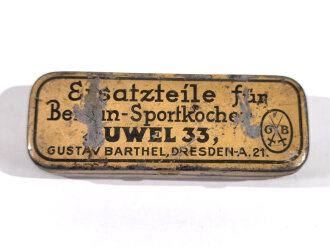 Ersatzteile für
Benzin-Sportkocher
JUWEL 33,
GUSTAV BARTHEL, DRESDEN-A. 21.
G B